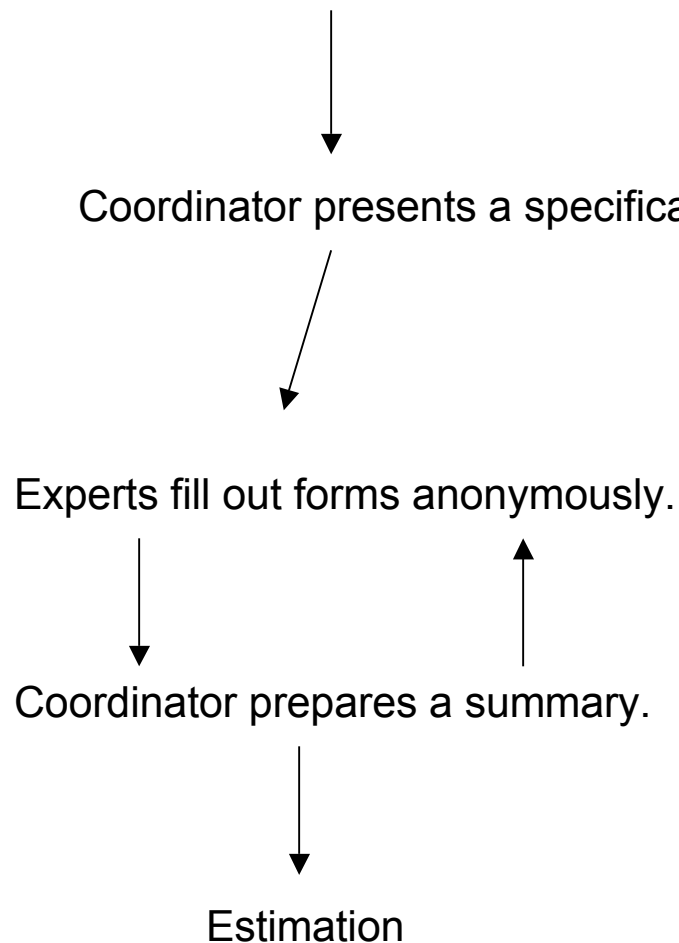 Coordinator presents a specifica
Experts fill out forms anonymously.
Coordinator prepares a summary.
Estimation